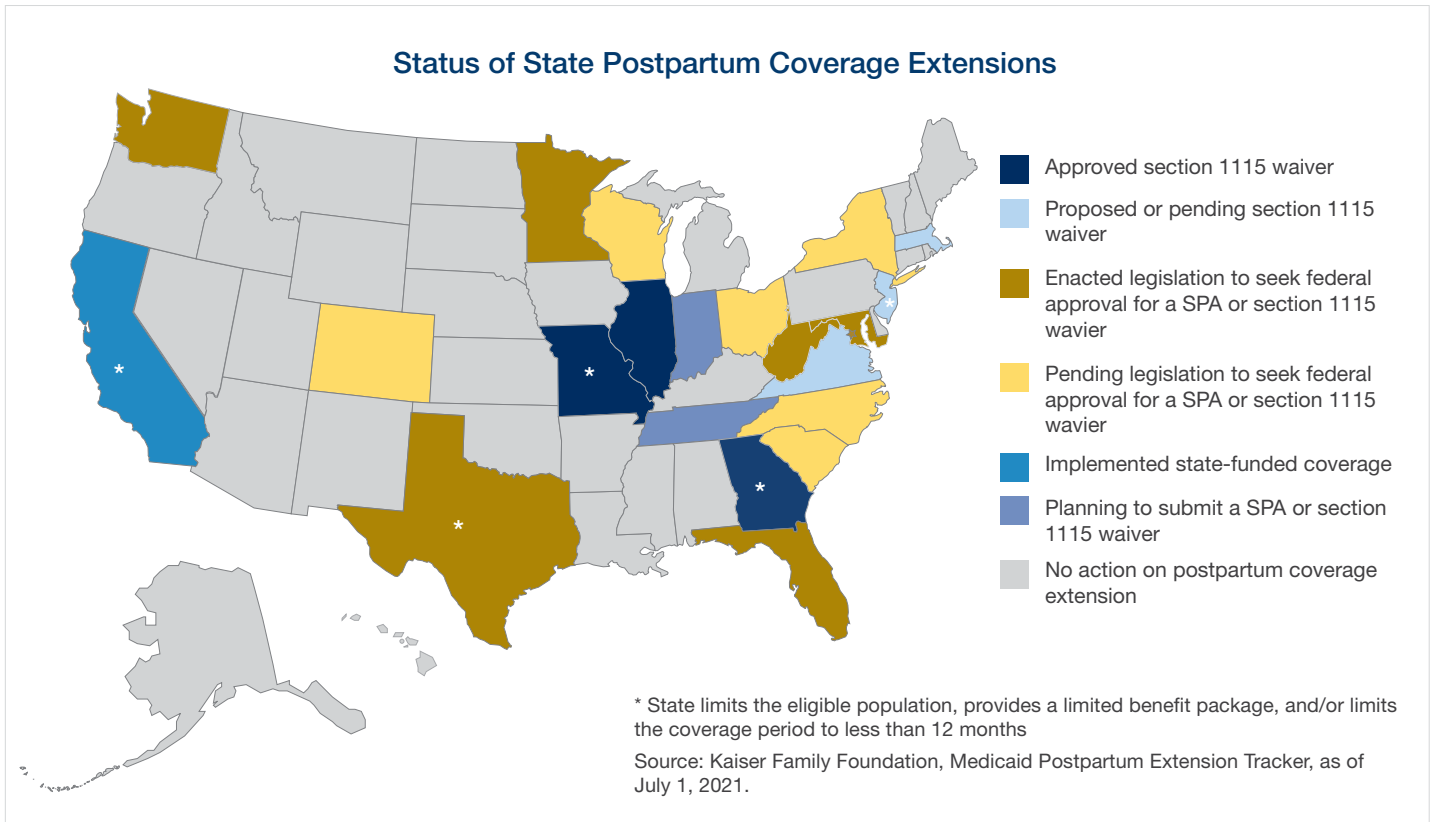 Status of State Postpartum Coverage Extensions
Approved section 1115 waiver
Proposed or pending section 1115
waiver
Enacted legislation to seek federal
approval for a SPA or section 1115
wavier
Pending legislation to seek federal
approval for a SPA or section 1115
wavier
Implemented state-funded coverage
Planning to submit a SPA or section
1115 waiver
No action on postpartum coverage
extension
*
*
*
*
*
* State limits the eligible population, provides a limited benefit package, and/or limits
the coverage period to less than 12 months
Source: Kaiser Family Foundation, Medicaid Postpartum Extension Tracker, as of
July 1, 2021.